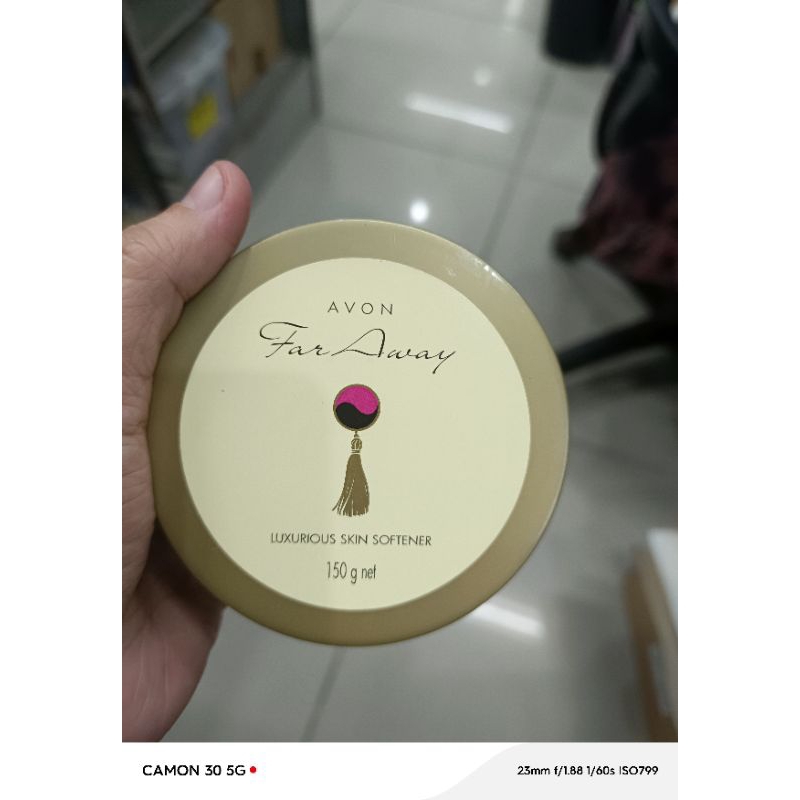 AVON
Far Away
LUXURIOUS SKIN SOFTENER
150 g net
CAMON 30 5G
23mm f/1.88 1/60s ISO799